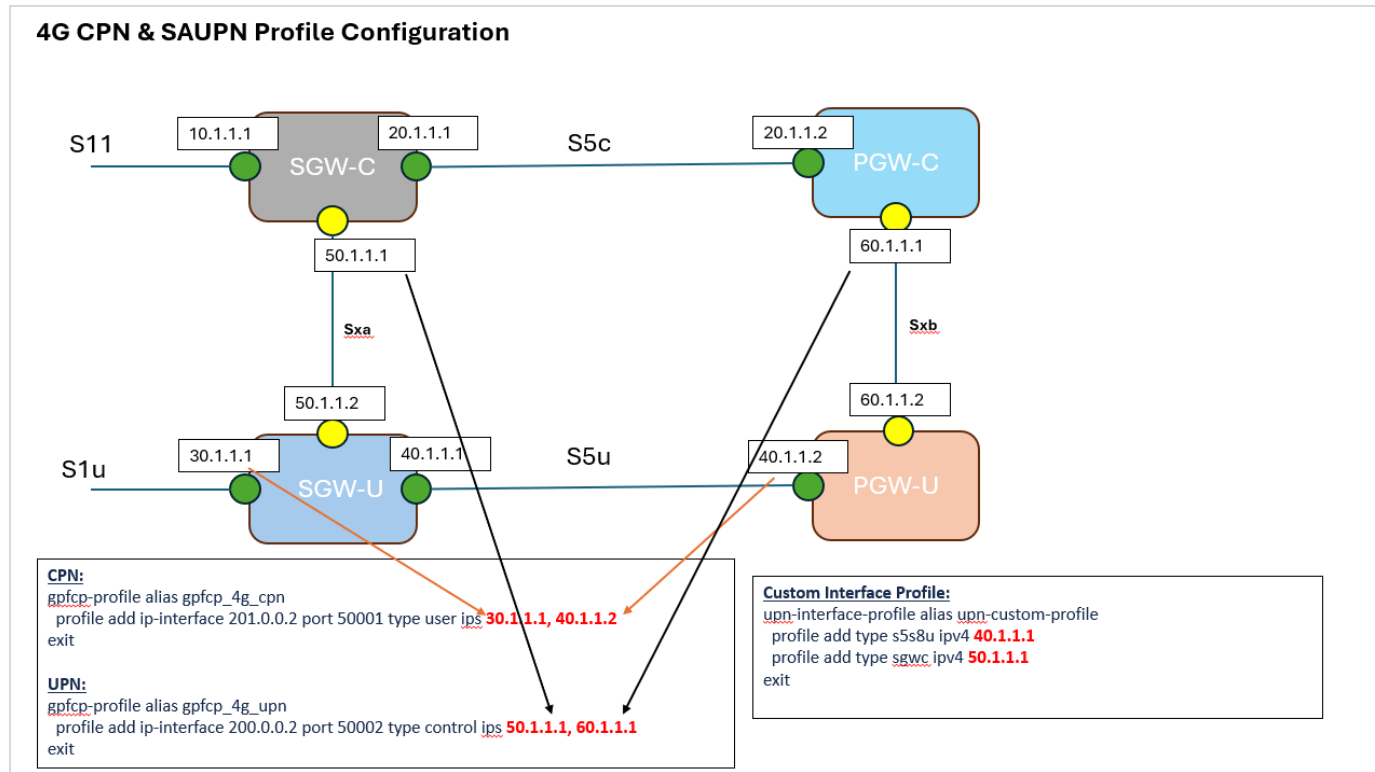 4G CPN & SAUPN Profile Configuration
S11
10.1.1.1
SGW-C
20.1.1.1
S5c
20.1.1.2
PGW-C
50.1.1.1
60.1.1.1
Sxa
Sxb
50.1.1.2
60.1.1.2
S1u
30.1.1.1
SGW-U
40.1.1.1
S5u
40.1.1.2
PGW-U
CPN:
gpfcp-profile alias gpfcp_4g_cpn
profile add ip-interface 201.0.0.2 port 50001 type user ips 30.1.1.1, 40.1.1.2
exit
UPN:
gpfcp-profile alias gpfcp_4g_upn
profile add ip-interface 200.0.0.2 port 50002 type control ips 50.1.1.1, 60.1.1.1
exit
Custom Interface Profile:
upn-interface-profile alias upn-custom-profile
profile add type s5s8u ipv4 40.1.1.1
profile add type sgwc ipv4 50.1.1.1
exit